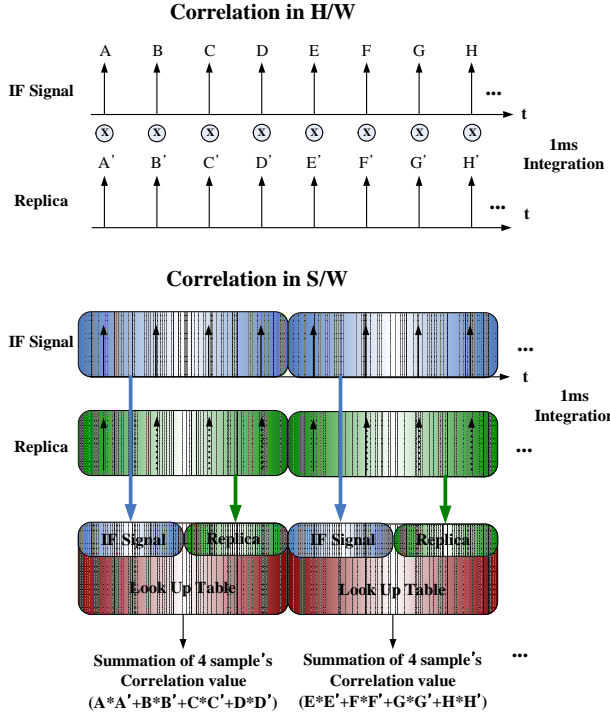 Correlation in H/W
A B C D E F G H
IF Signal
...
t
X X X X X X X X
1ms
Integration
A' B' C' D' E' F' G' H'
Replica
...
t
Correlation in S/W
IF Signal
...
t
1ms
Integration
Replica
...
IF Signal Replica IF Signal Replica
Look Up Table Look Up Table
Summation of 4 sample's
Correlation value
(A*A'+B*B'+C*C'+D*D')
Summation of 4 sample's
Correlation value
(E*E'+F*F'+G*G'+H*H')
...